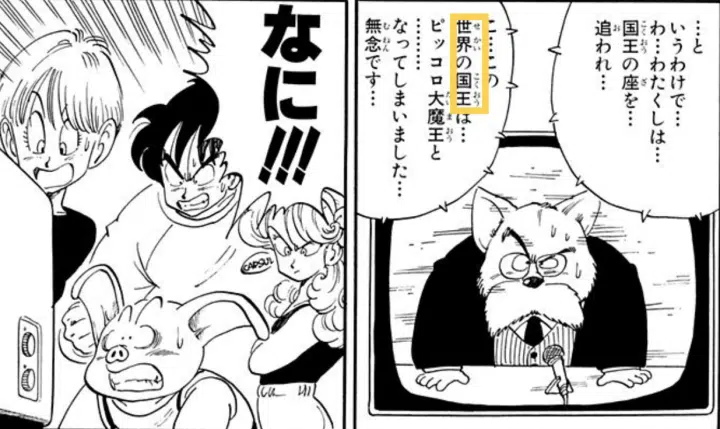 …と
いうわけで…
わ…わたくしは…
国王の座を…
追われ…
こ…この
世界の国王は…
ピッコロ大魔王と
なってしまいました…
………
無念です…
なに!!!
CAPSUL